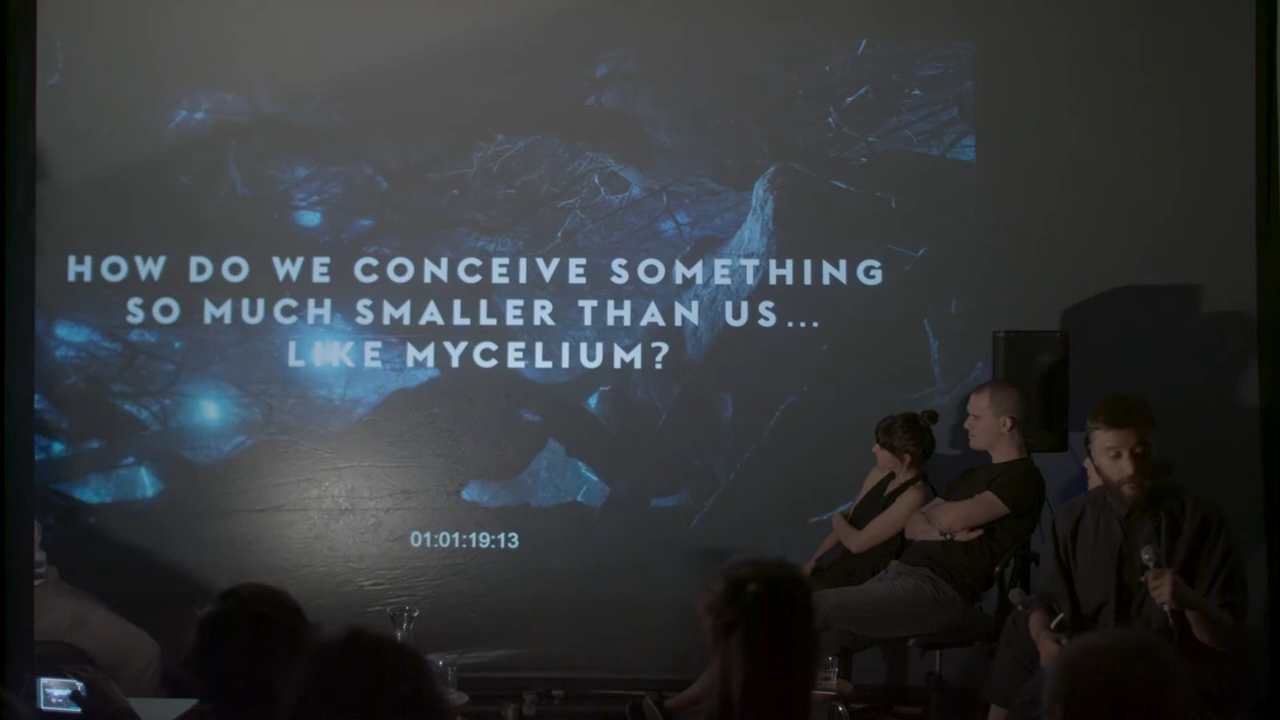 HOW DO WE CONCEIVE SOMETHING
SO MUCH SMALLER THAN US...
LIKE MYCELIUM?
01:01:19:13